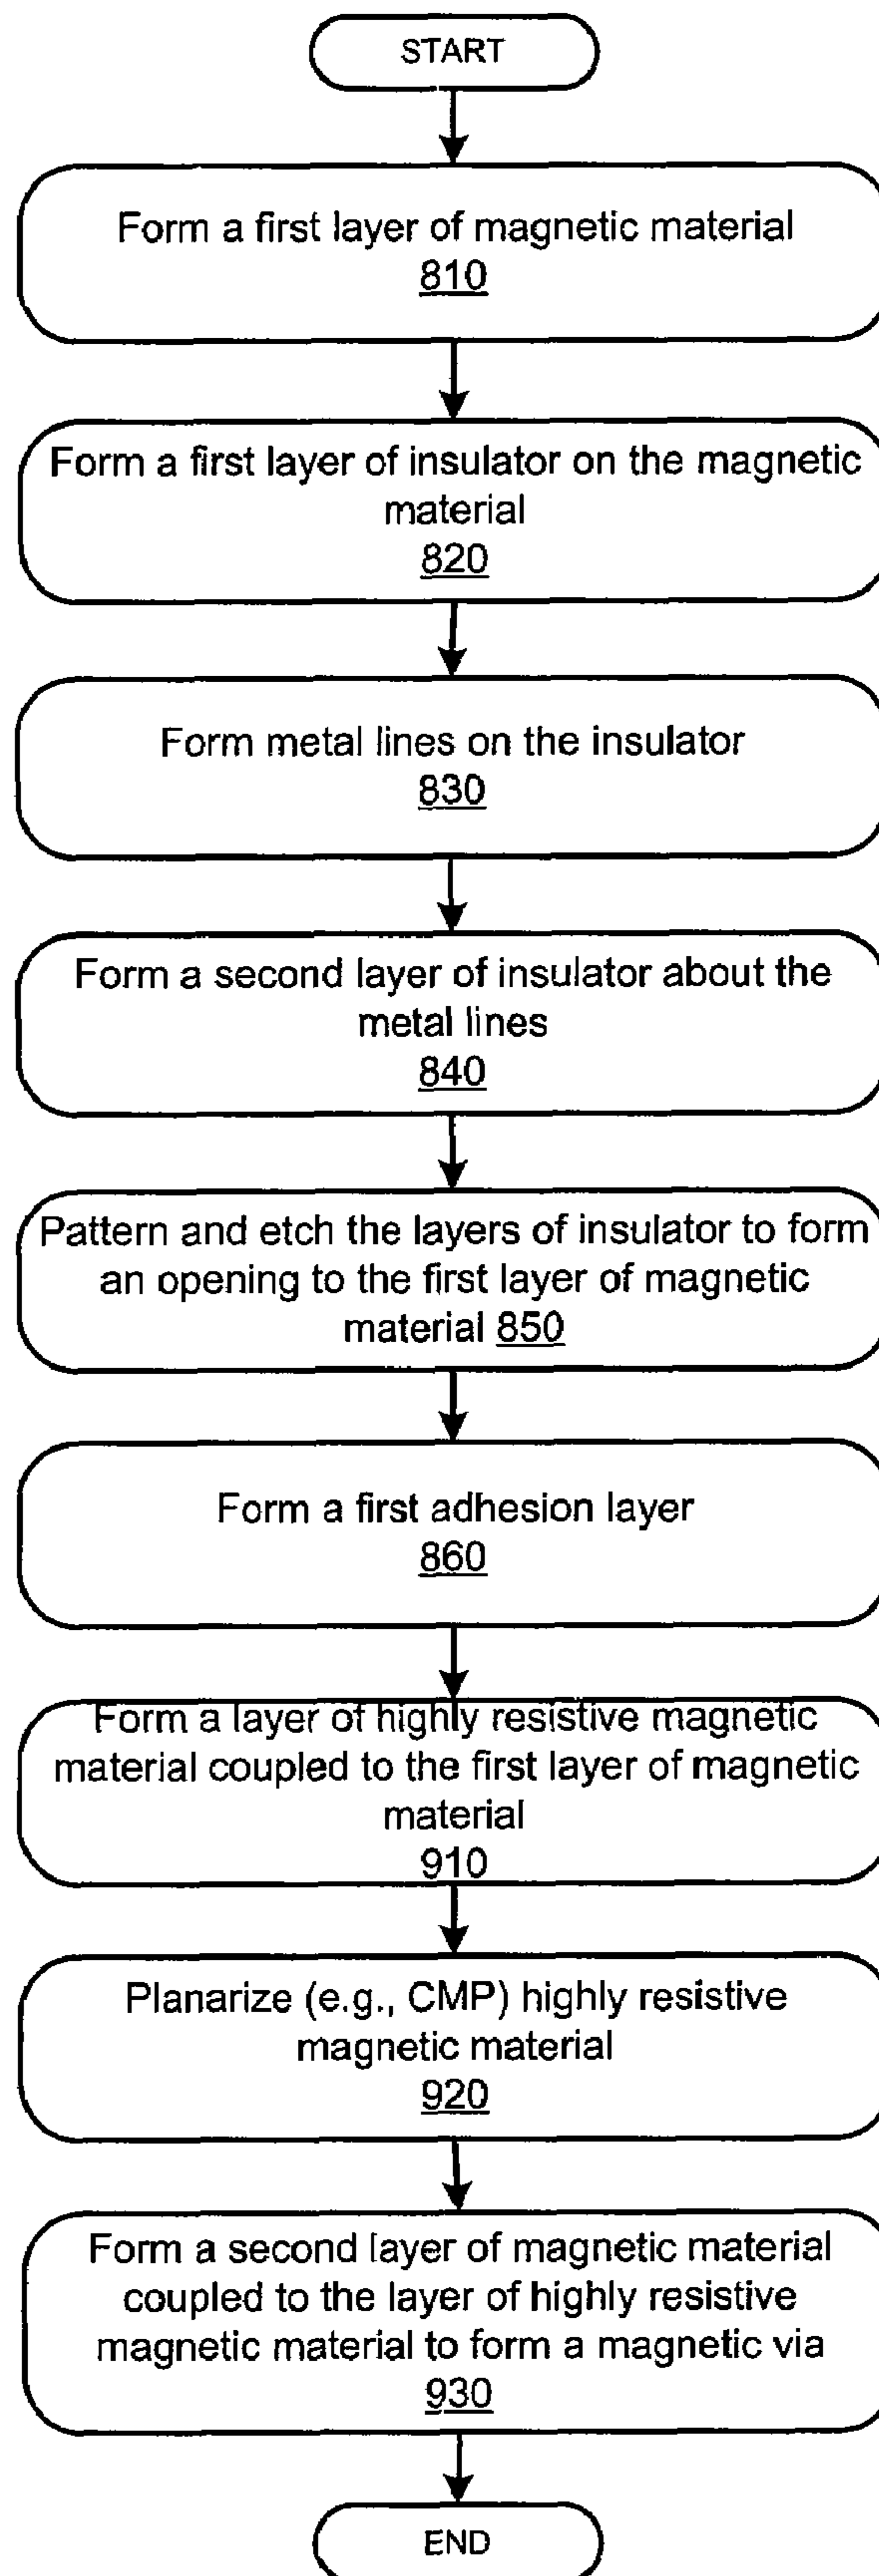 START
Form a first layer of magnetic material
810
Form a first layer of insulator on the magnetic
material
820
Form metal lines on the insulator
830
Form a second layer of insulator about the
metal lines
840
Pattern and etch the layers of insulator to form
an opening to the first layer of magnetic
material 850
Form a first adhesion layer
860
Form a layer of highly resistive magnetic
material coupled to the first layer of magnetic
material
910
Planarize (e.g., CMP) highly resistive
magnetic material
920
Form a second layer of magnetic material
coupled to the layer of highly resistive
magnetic material to form a magnetic via
930
END